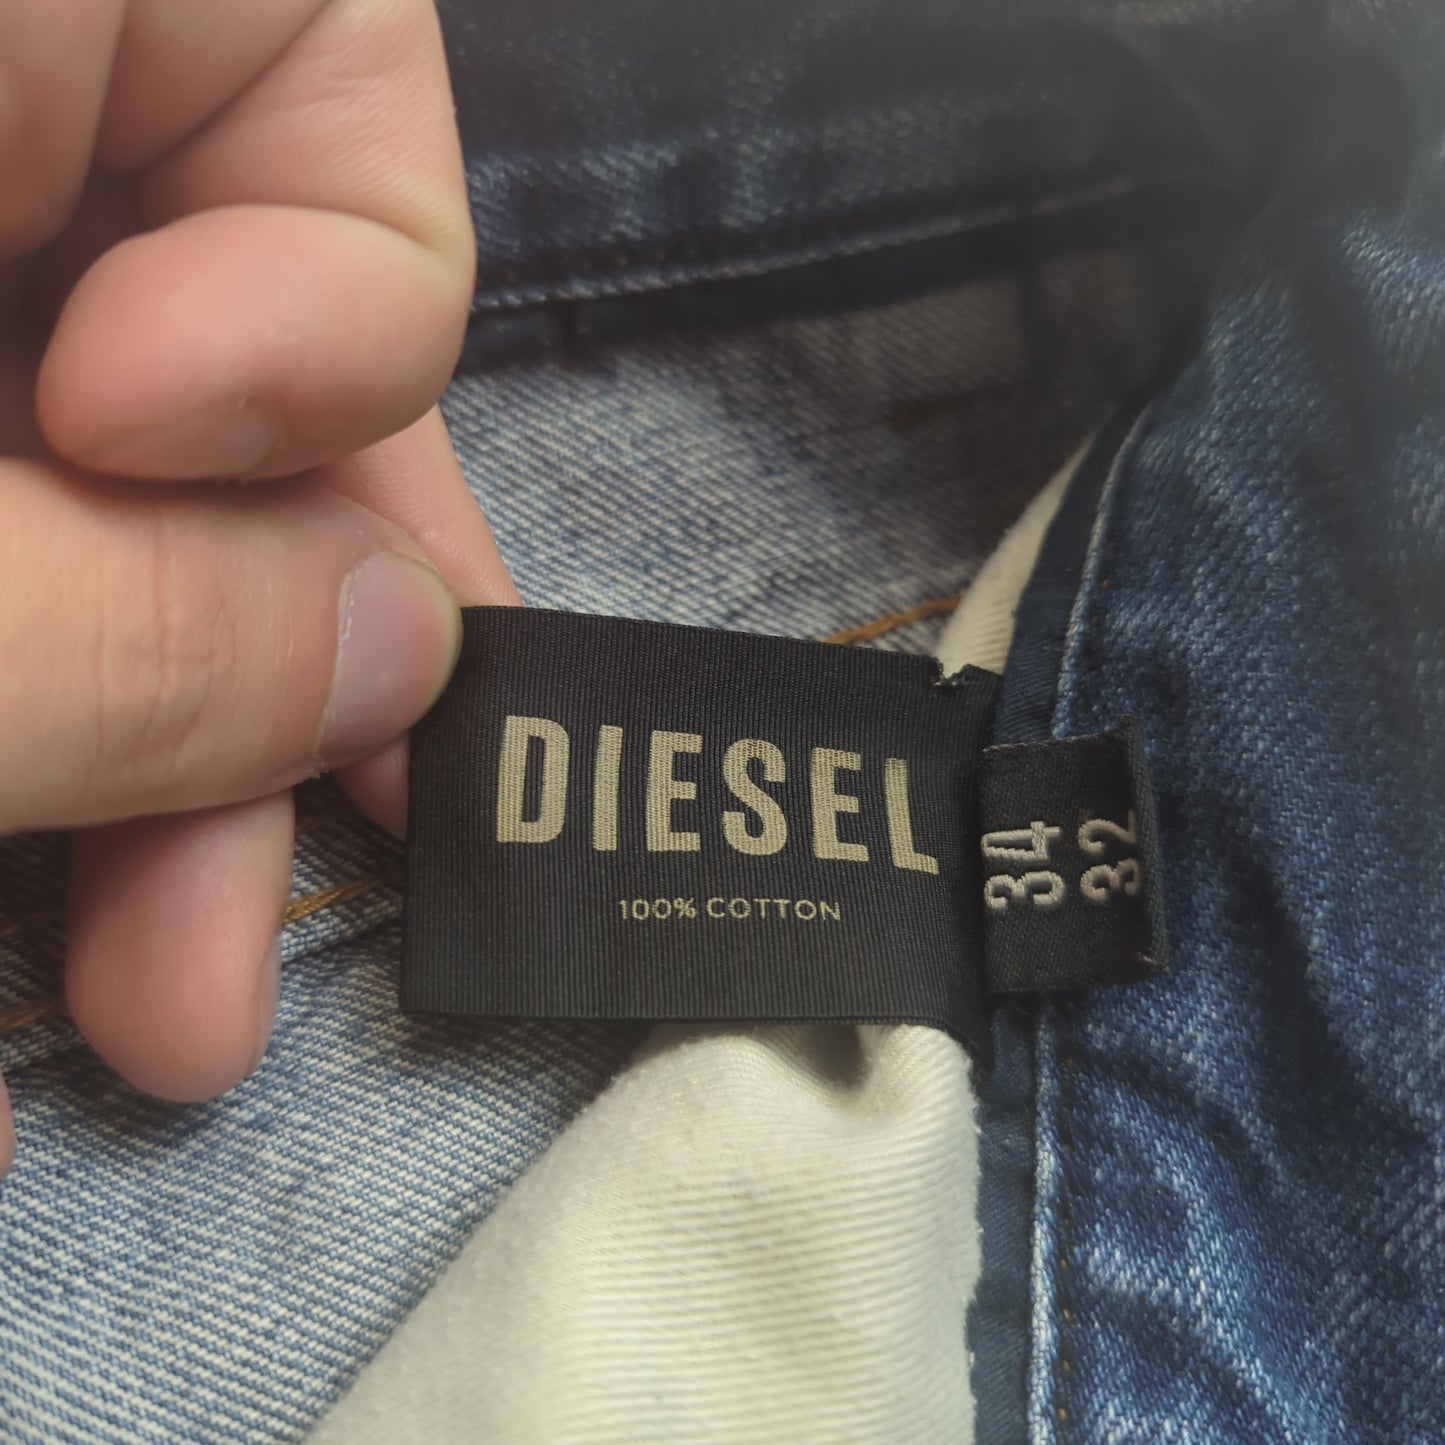 DIESEL
100% COTTON
34
32